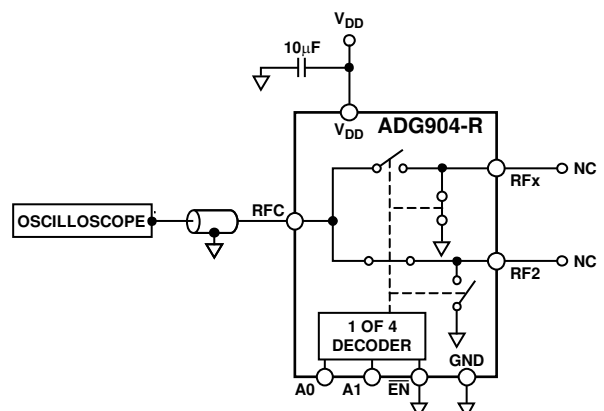 VDD
10μF
VDD
ADG904-R
RFx
NC
OSCILLOSCOPE
RFC
RF2
NC
1 OF 4
DECODER
GND
A0
A1
EN